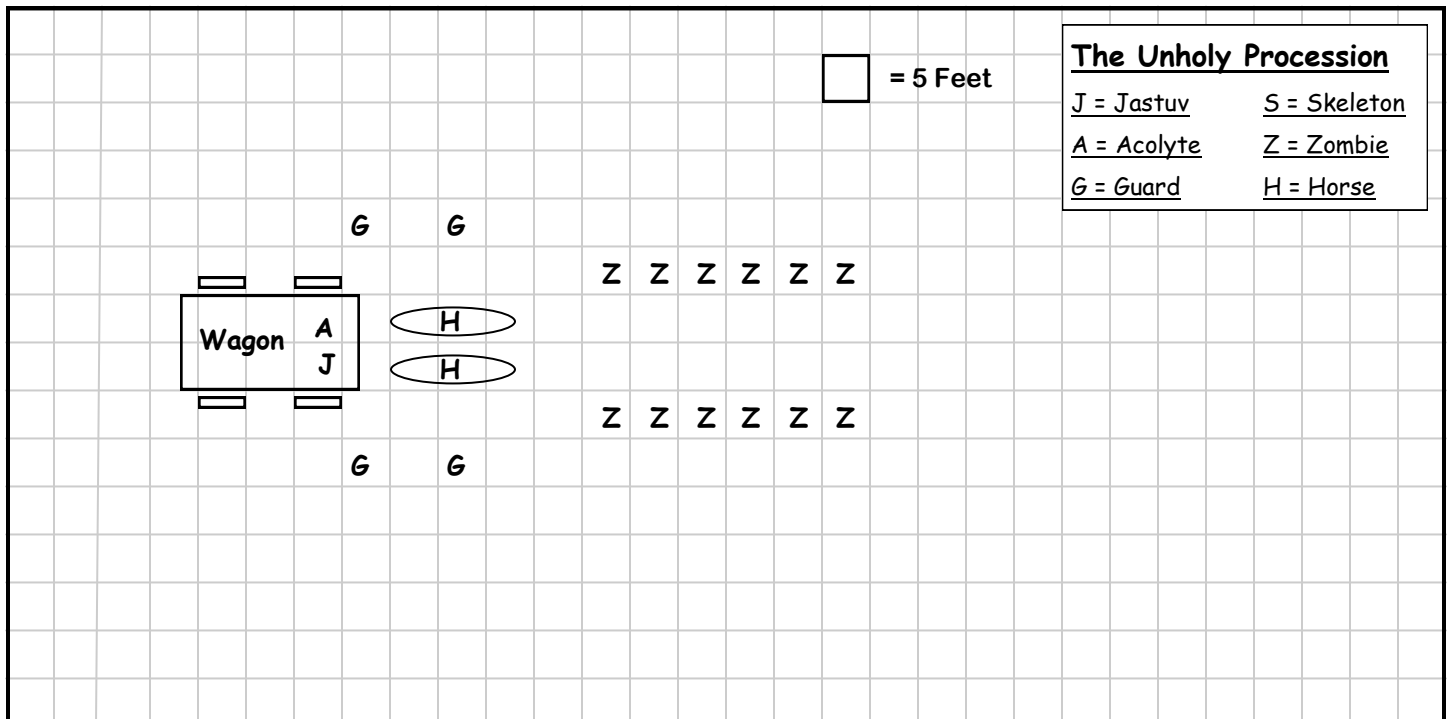 The Unholy Procession
= 5 Feet
J = Jastuv S = Skeleton
A = Acolyte Z = Zombie
G = Guard H = Horse
G G
Z Z Z Z Z Z
A H
Wagon
J H
Z Z Z Z Z Z
G G